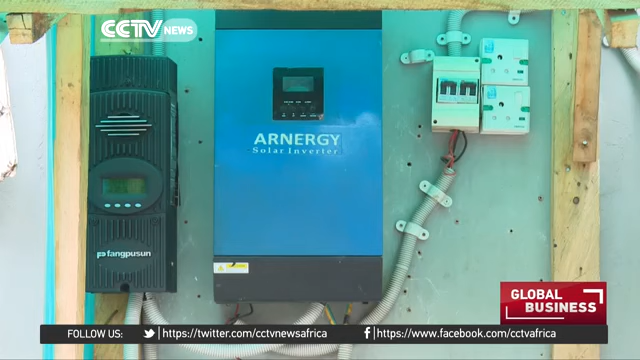 CCTV NEWS
ARNERGY
Solar Inverter
fangpusun
GLOBAL
BUSINESS
FOLLOW US: https://twitter.com/cctvnewsafrica https://www.facebook.com/cctvafrica